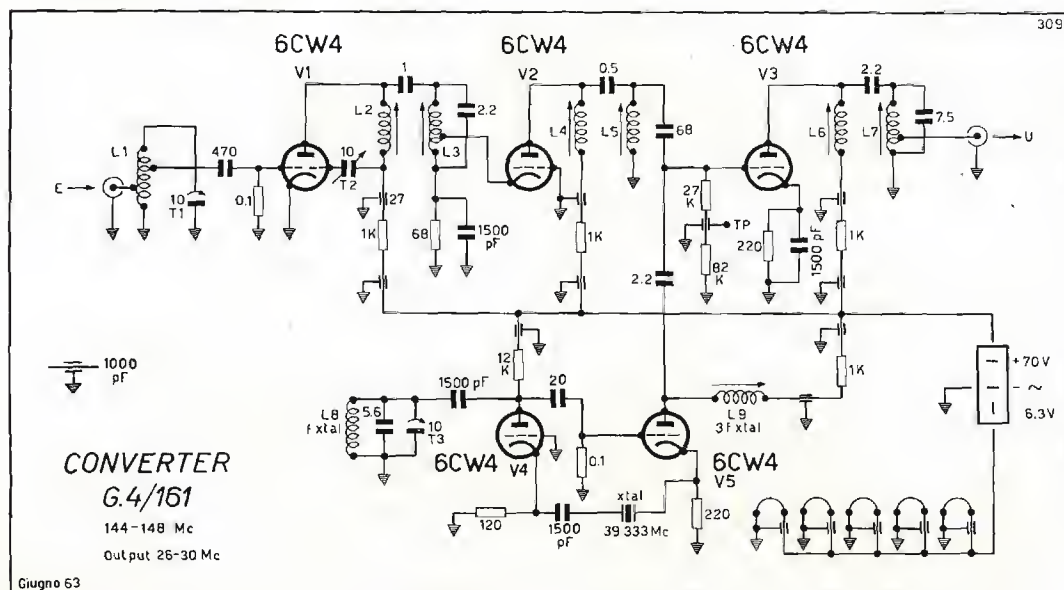 309
6CW4
V1
6CW4
V2
6CW4
V3
1
2.2
L2
L3
0.5
L4
L5
68
2.2
L6
L7
7.5
U
L1
E
10
T1
470
0.1
10
T2
27
1K
68
1500
pF
1K
27
K
TP
82
K
220
1500 pF
1K
2.2
1000
pF
12
K
1K
+70V
- ~
6.3V
1500 pF
20
L8
F xtal
5.6
10
T3
6CW4
V4
0.1
L9
3F xtal
6CW4
V5
120
1500
pF
xtal
39 333 Mc
220
CONVERTER
G.4/161
144-148 Mc
Output 26-30 Mc
Giugno 63